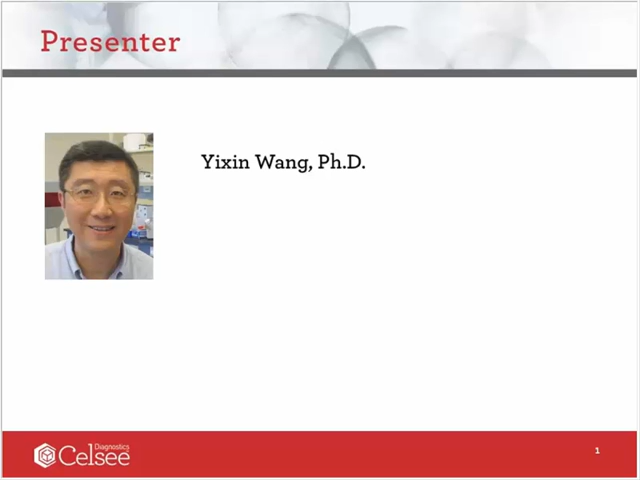 Presenter
Yixin Wang, Ph.D.
Diagnostics
Celsee
1